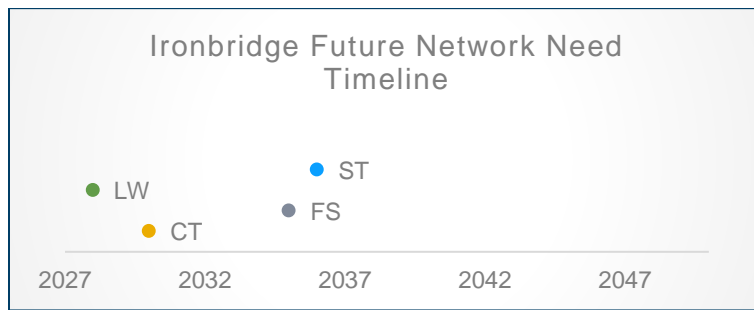 Ironbridge Future Network Need
Timeline
ST
LW
FS
CT
2027 2032 2037 2042 2047